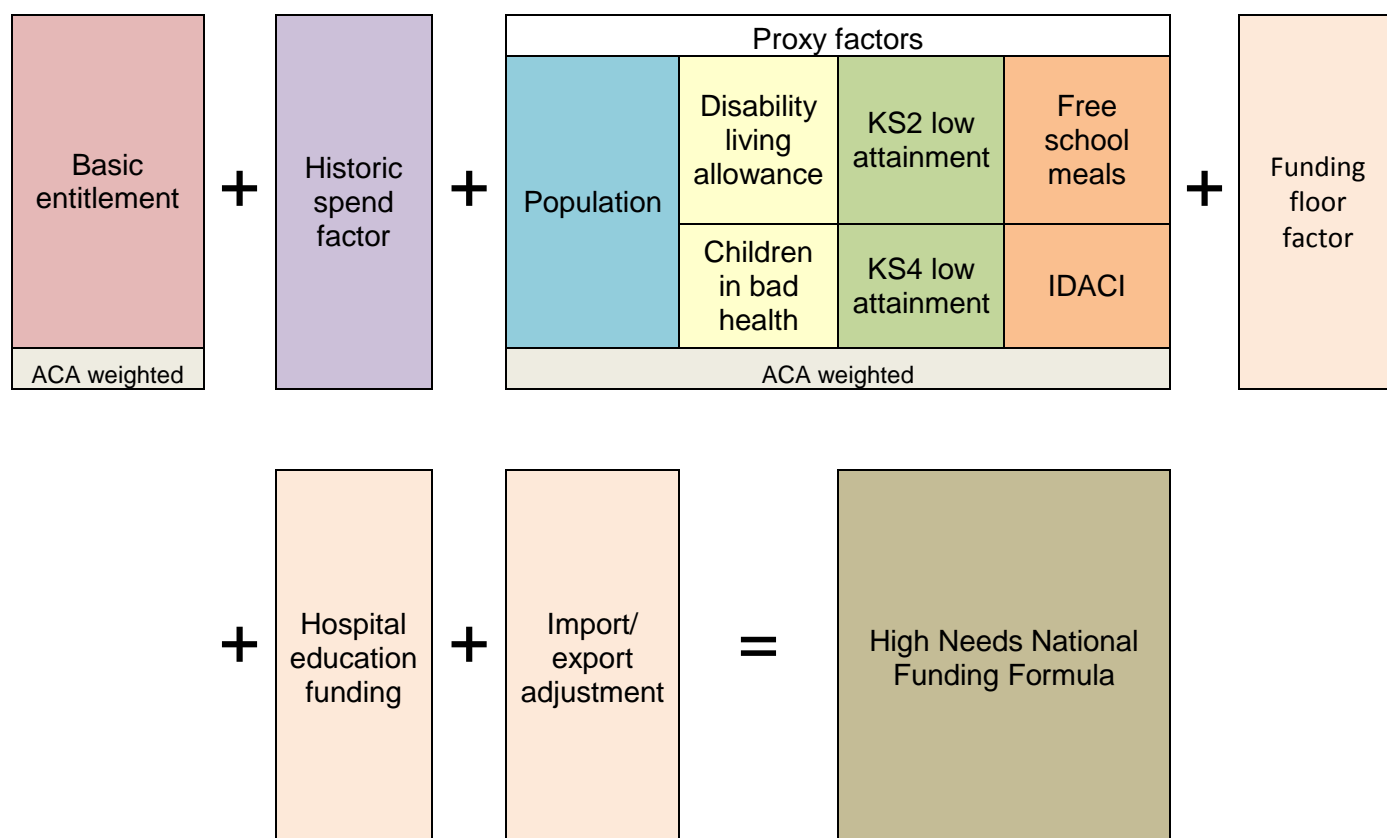 Basic
entitlement
ACA weighted
+
Historic
spend
factor
+
Proxy factors
Population
Disability
living
allowance
KS2 low
attainment
Free
school
meals
Children
in bad
health
KS4 low
attainment
IDACI
ACA weighted
+
Funding
floor
factor
+
Hospital
education
funding
+
Import/
export
adjustment
=
High Needs National
Funding Formula